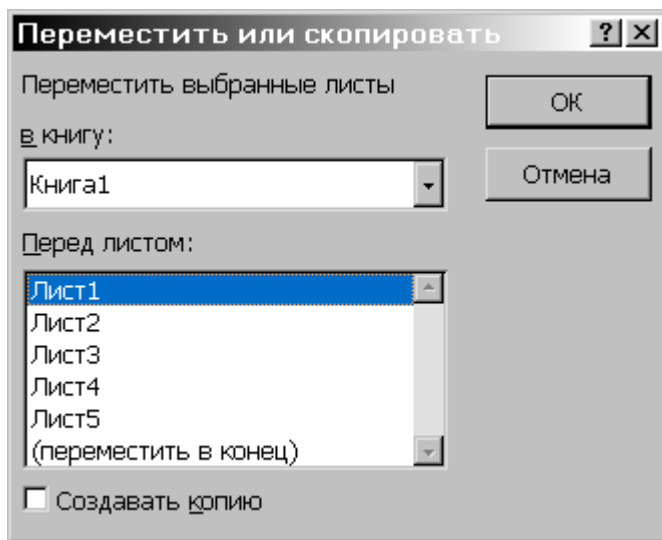 Переместить или скопировать
Переместить выбранные листы
в книгу:
Книга1
Перед листом:
Лист1
Лист2
Лист3
Лист4
Лист5
(переместить в конец)
Создавать копию
ОК
Отмена